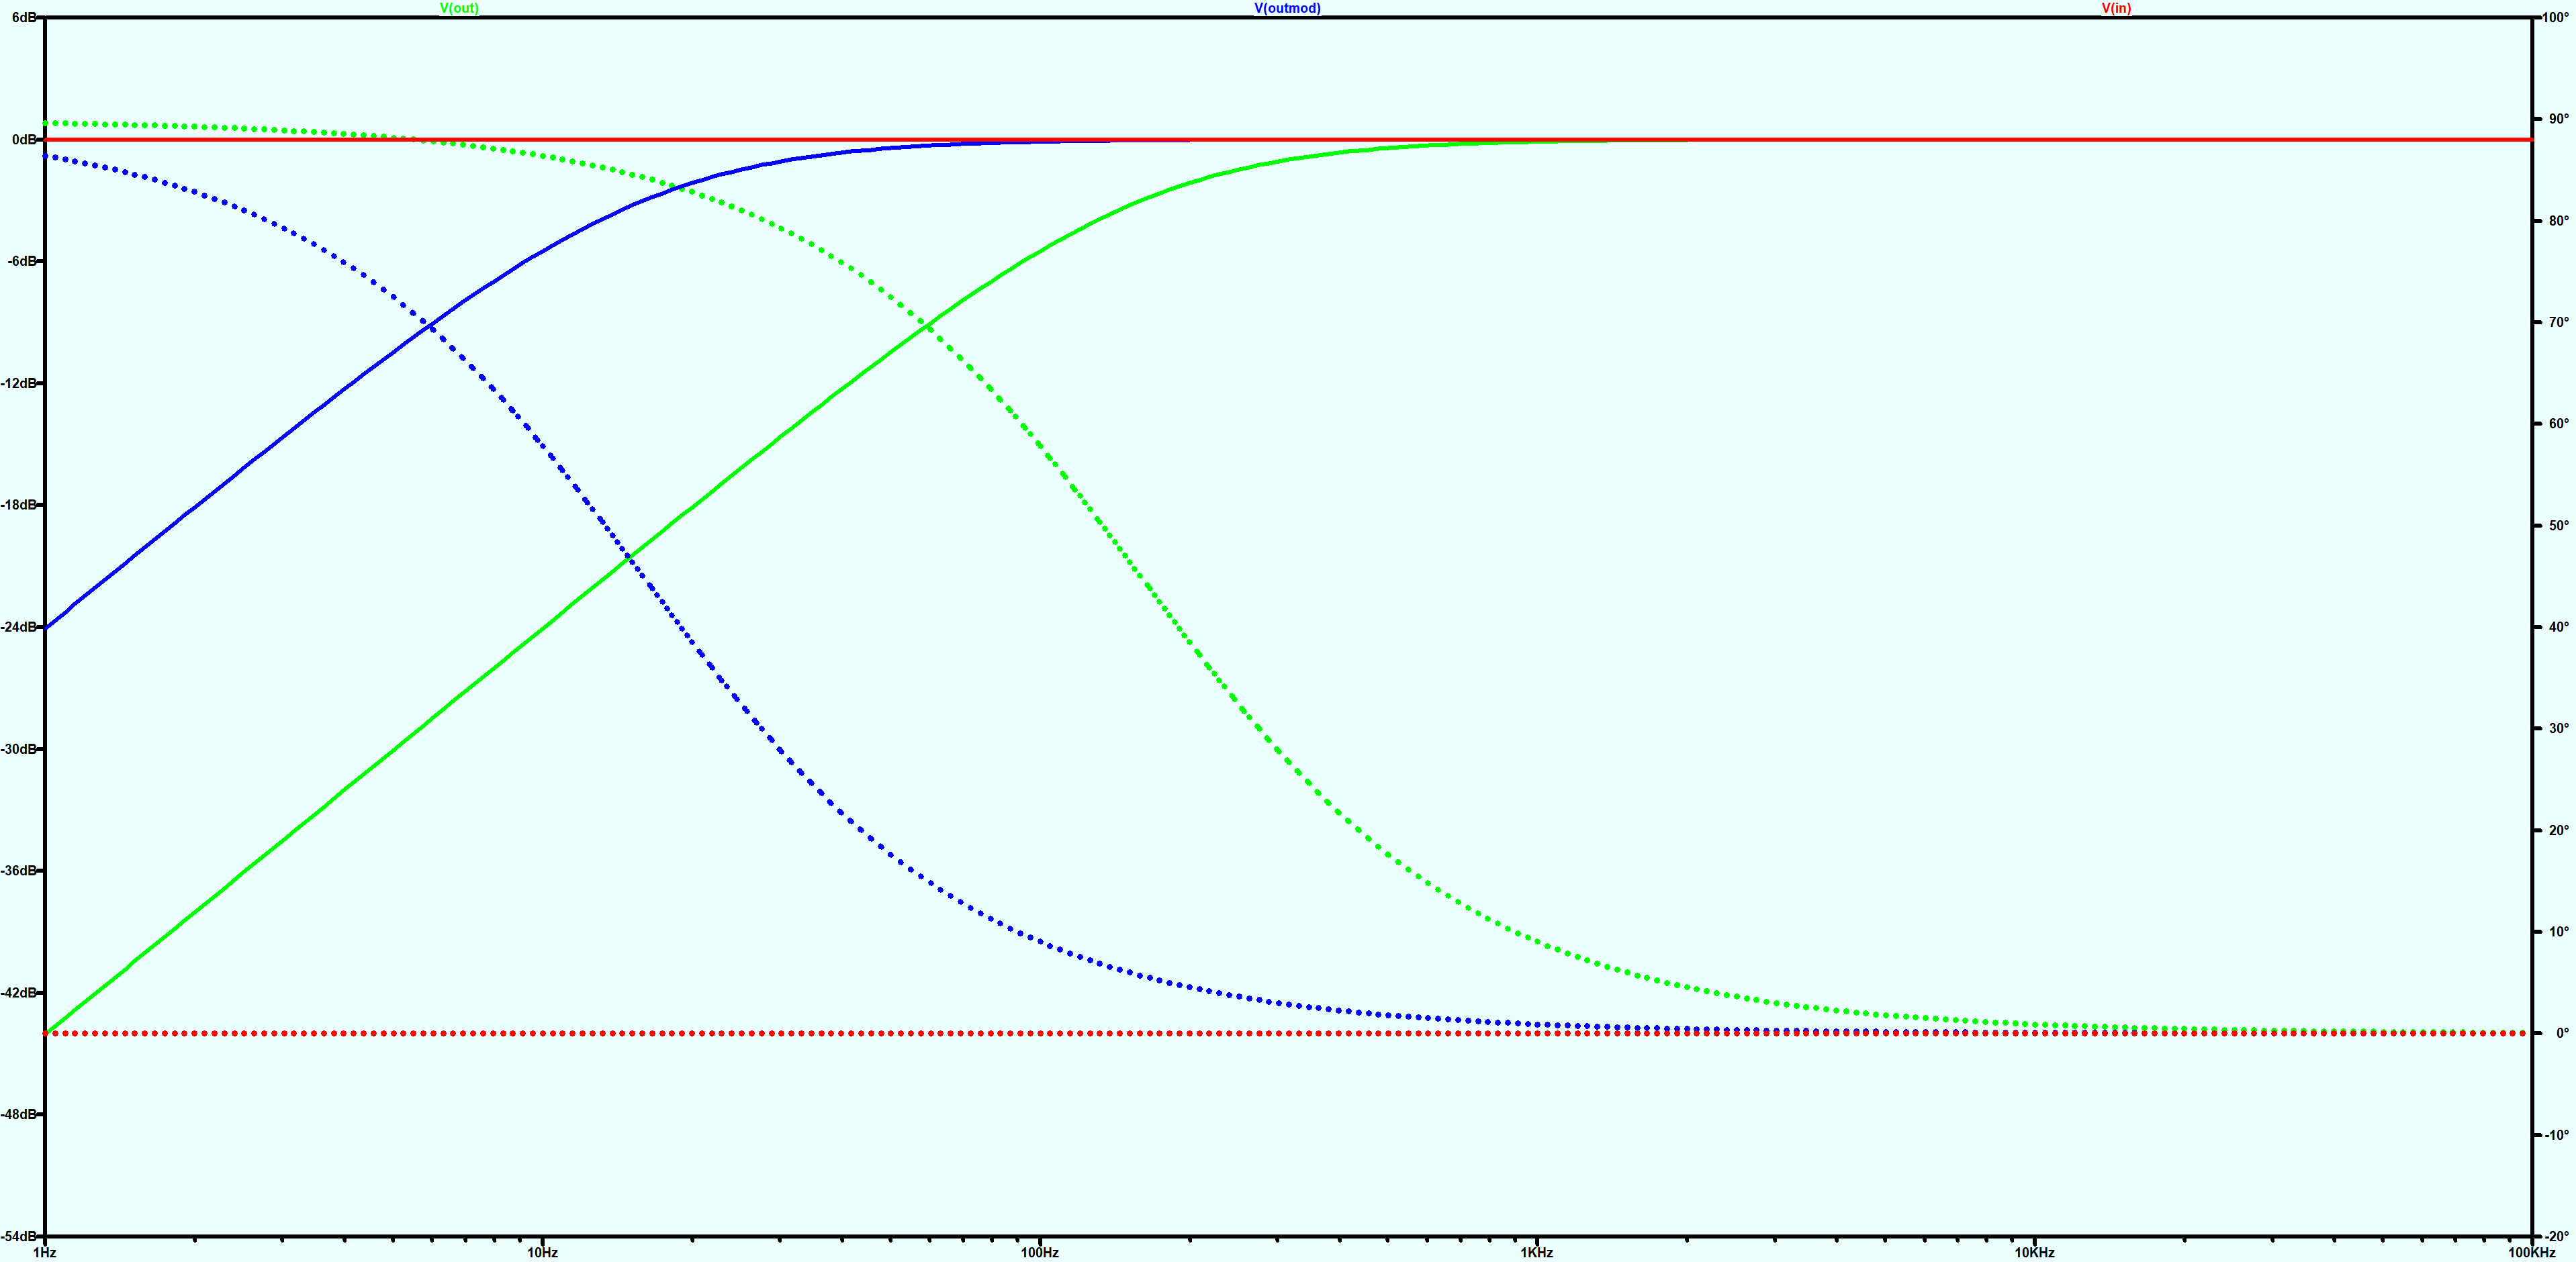 V(out) V(outmod) V(in)
6dB 100°
0dB 90°
-6dB 80°
-12dB 70°
-18dB 60°
-24dB 50°
-30dB 40°
-36dB 30°
-42dB 20°
-48dB 10°
-54dB 0°
-10°
-20°
1Hz 10Hz 100Hz 1KHz 10KHz 100KHz